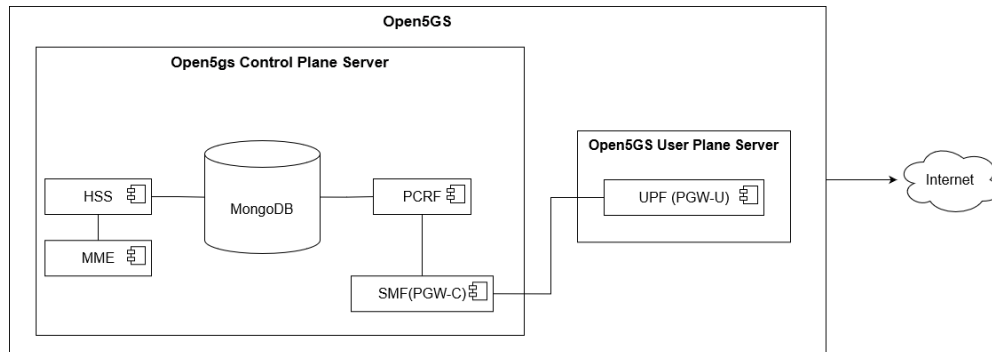 Open5GS
Open5gs Control Plane Server
Open5GS User Plane Server
HSS
MongoDB
PCRF
UPF (PGW-U)
Internet
MME
SMF(PGW-C)